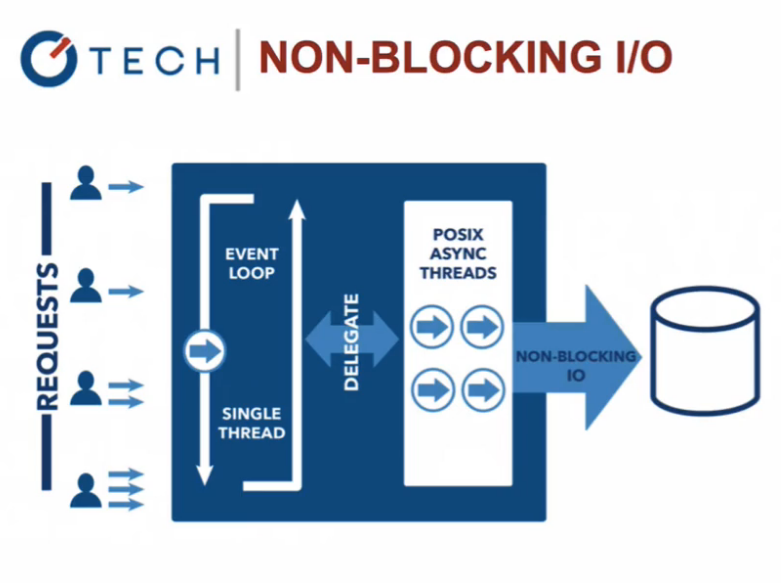 TECH
NON-BLOCKING I/O
REQUESTS
EVENT
LOOP
SINGLE
THREAD
DELEGATE
POSIX
ASYNC
THREADS
NON-BLOCKING
IO